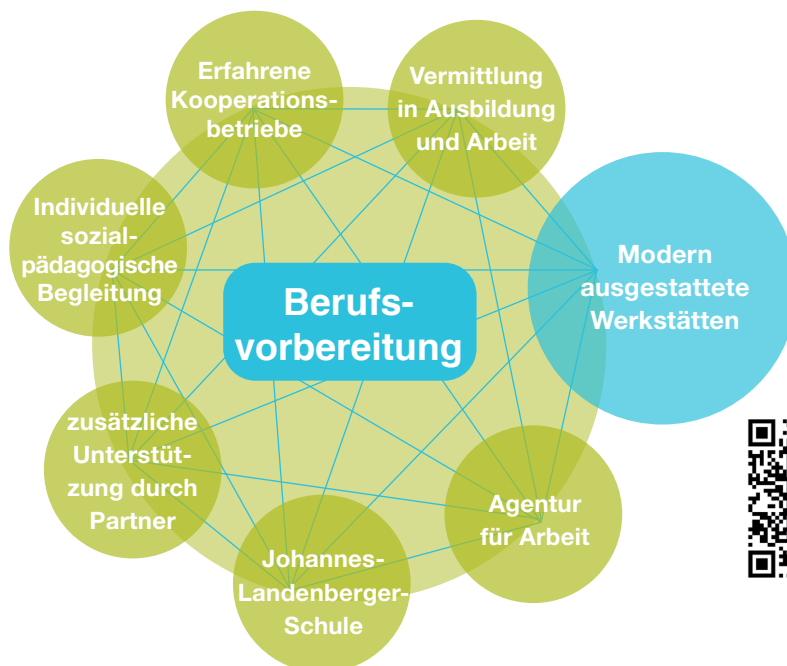 Erfahrene
Kooperations-
betriebe
Vermittlung
in Ausbildung
und Arbeit
Individuelle
sozial-
pädagogische
Begleitung
Modern
ausgestattete
Werkstätten
Berufs-
vorbereitung
zusätzliche
Unterstüt-
zung durch
Partner
Agentur
für Arbeit
Johannes-
Landenberger-
Schule